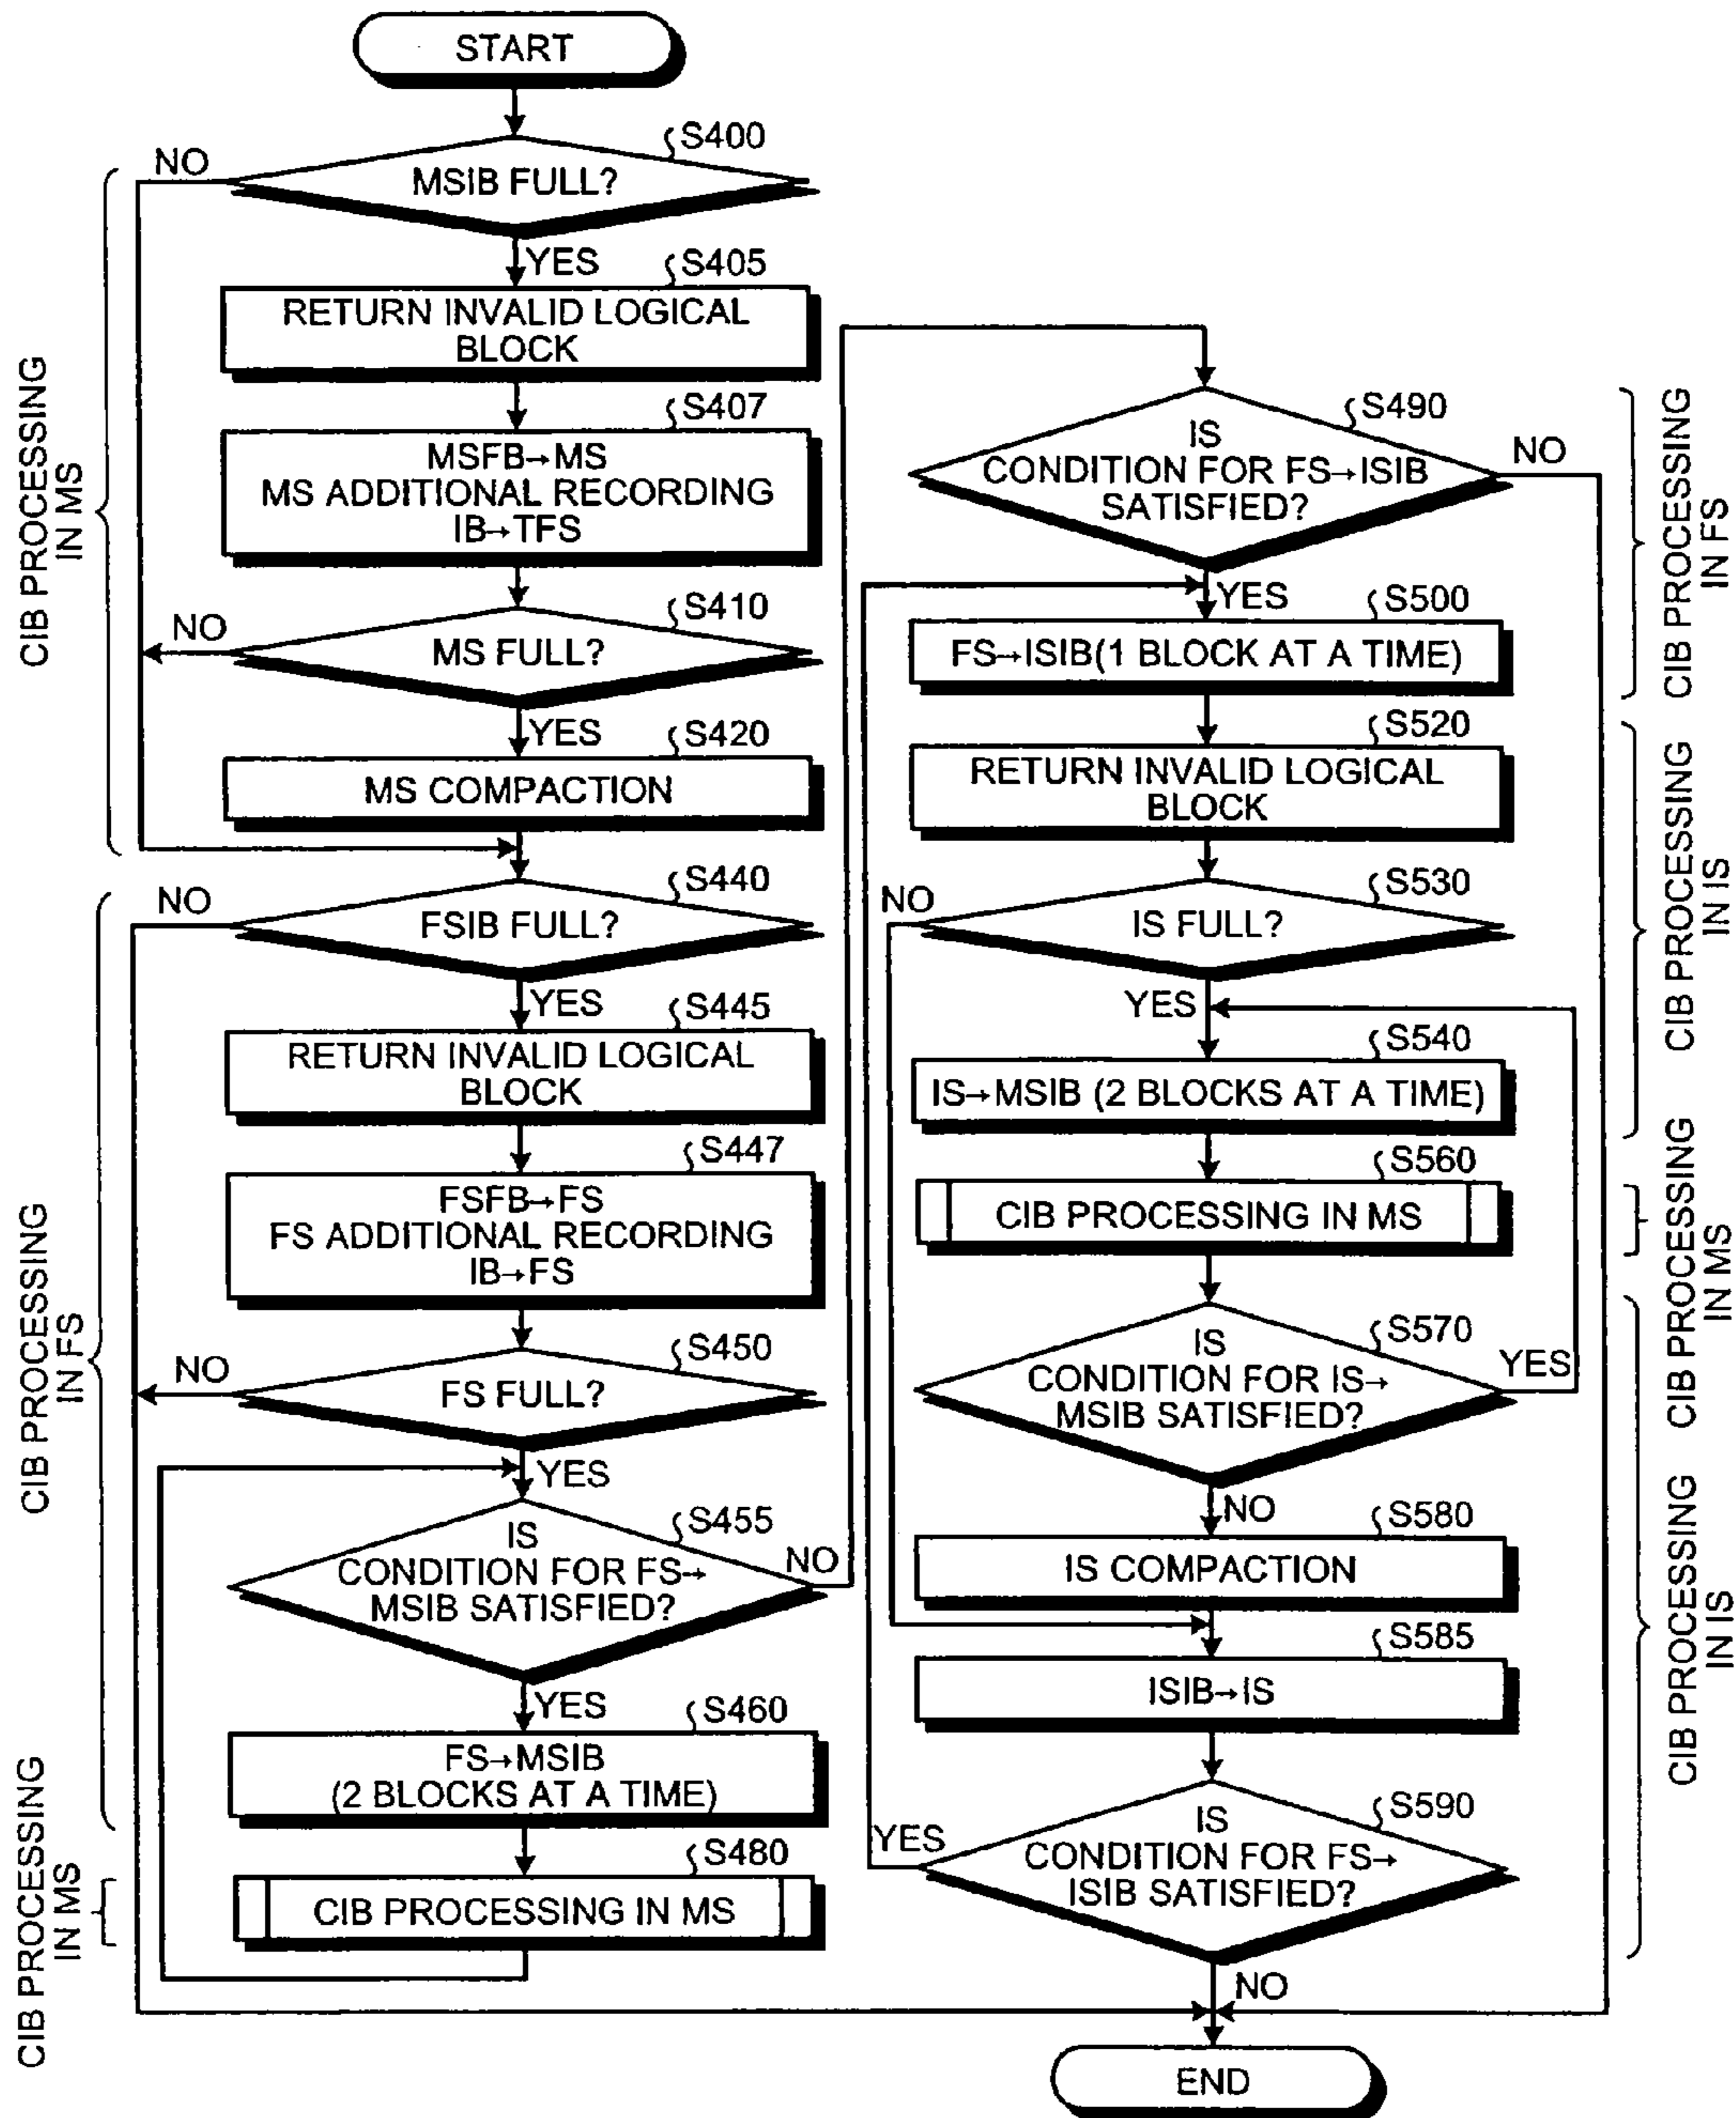 START
S400
NO
MSIB FULL?
YES
S405
RETURN INVALID LOGICAL
BLOCK
S407
MSFB→MS
MS ADDITIONAL RECORDING
IB→TFS
S410
NO
MS FULL?
YES
S420
MS COMPACTION
CIB PROCESSING
IN MS
S440
NO
FSIB FULL?
YES
S445
RETURN INVALID LOGICAL
BLOCK
S447
FSFB→FS
FS ADDITIONAL RECORDING
IB→FS
S450
NO
FS FULL?
YES
S455
IS
CONDITION FOR FS→
MSIB SATISFIED?
NO
YES
S460
FS→MSIB
(2 BLOCKS AT A TIME)
CIB PROCESSING
IN FS
S480
CIB PROCESSING IN MS
CIB PROCESSING
IN MS
S490
IS
CONDITION FOR FS→ISIB
SATISFIED?
NO
YES
S500
FS→ISIB(1 BLOCK AT A TIME)
CIB PROCESSING
IN FS
S520
RETURN INVALID LOGICAL
BLOCK
S530
NO
IS FULL?
YES
S540
IS→MSIB (2 BLOCKS AT A TIME)
CIB PROCESSING
IN IS
S560
CIB PROCESSING IN MS
CIB PROCESSING
IN MS
S570
IS
CONDITION FOR IS→
MSIB SATISFIED?
YES
NO
S580
IS COMPACTION
S585
ISIB→IS
S590
IS
CONDITION FOR FS→
ISIB SATISFIED?
YES
NO
CIB PROCESSING
IN IS
END